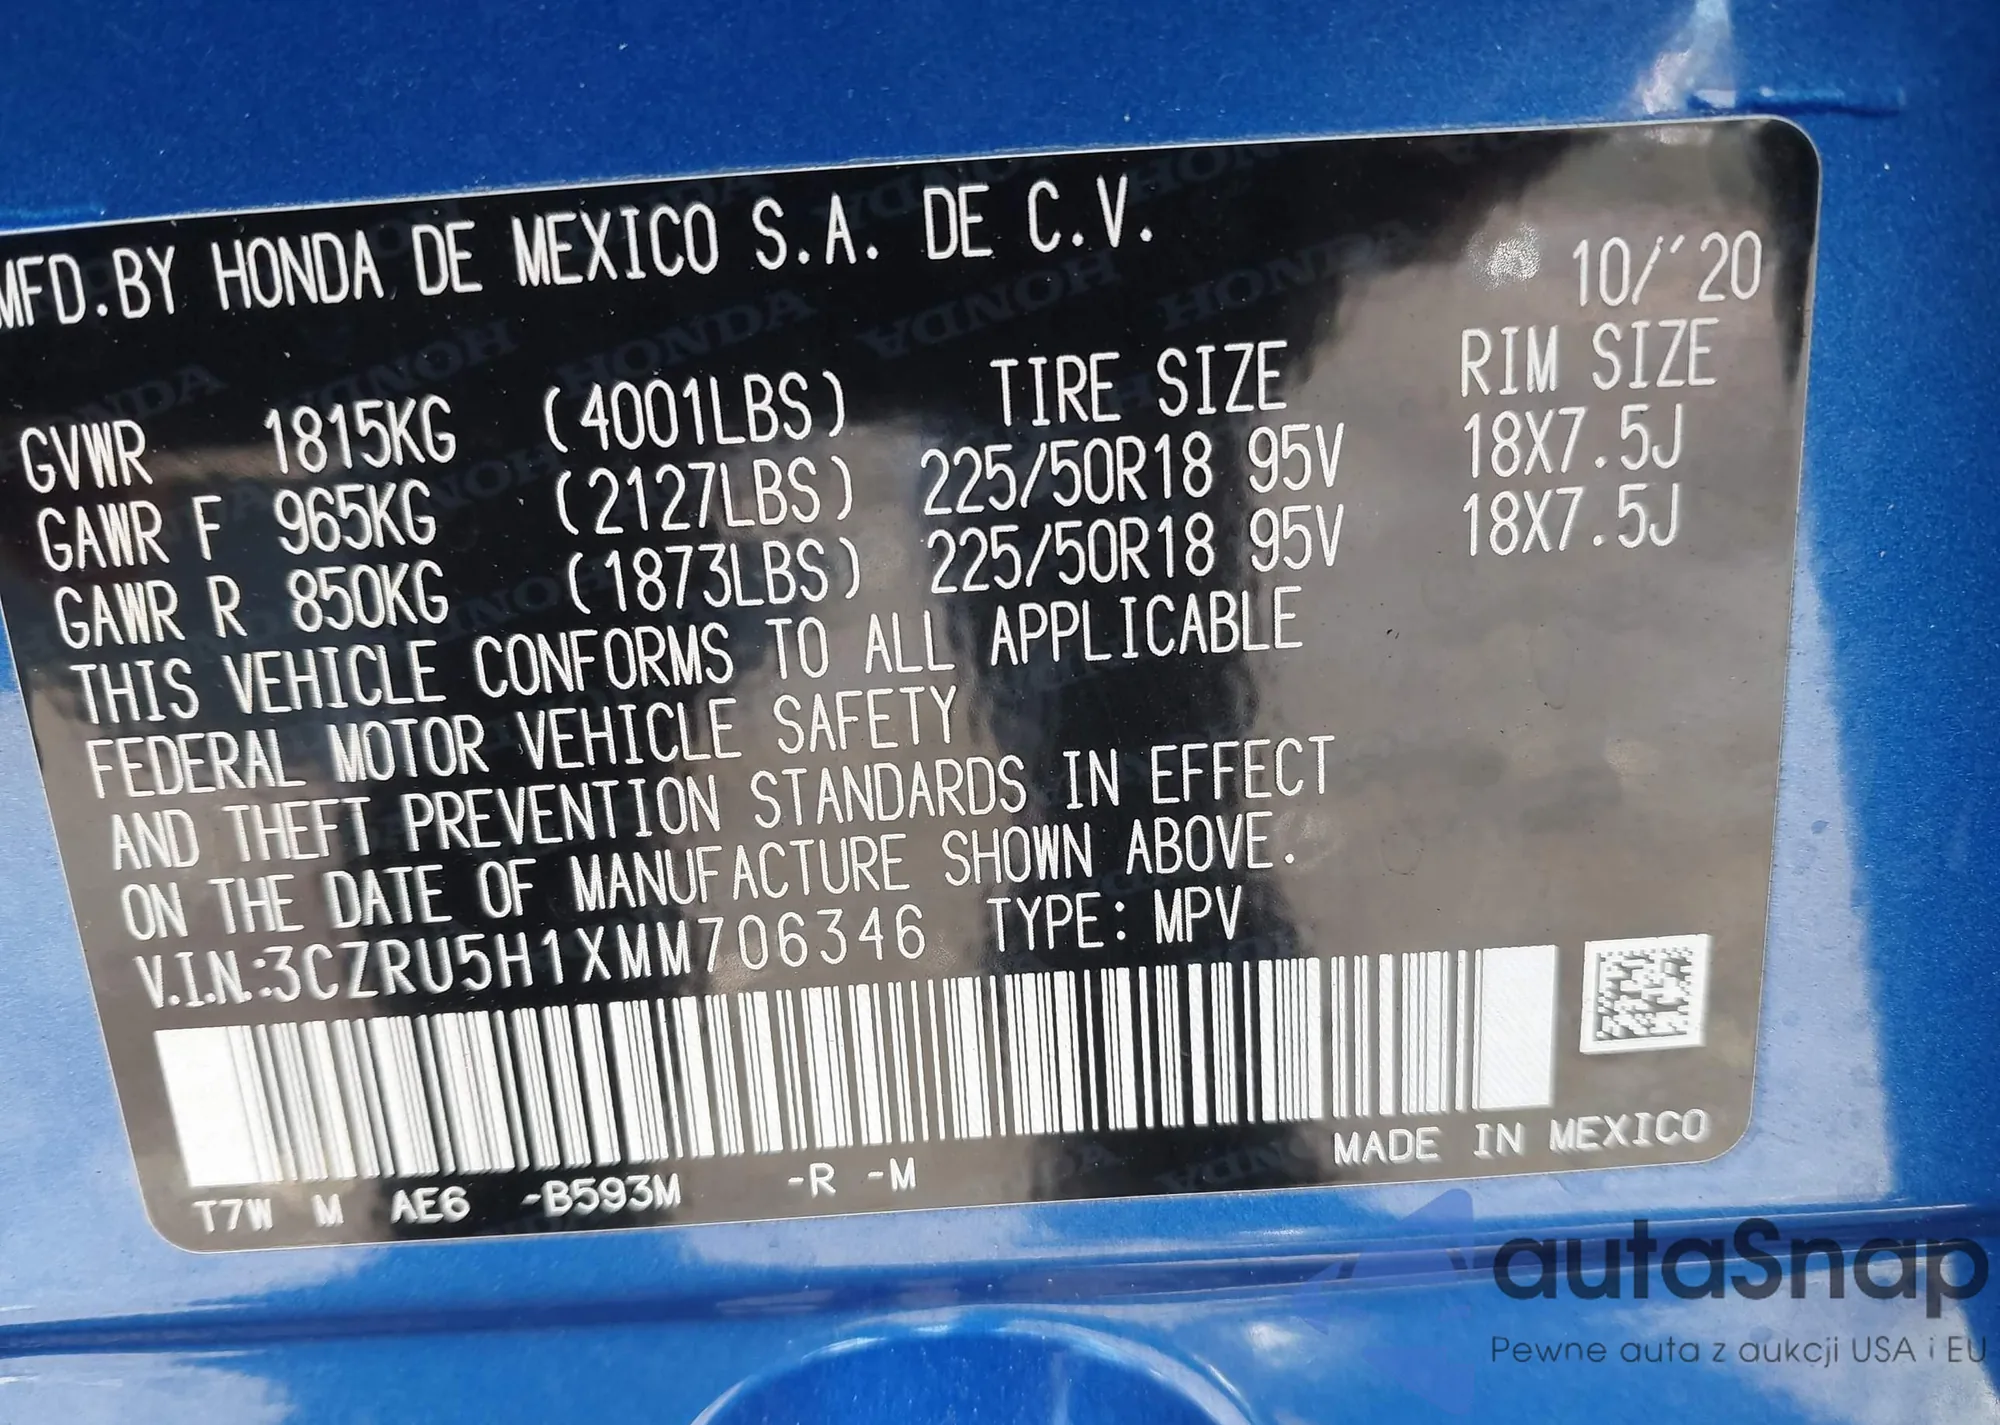 MFD.BY HONDA DE MEXICO S.A. DE C.V.
10/'20
TIRE SIZE RIM SIZE
GVWR 1815KG (4001LBS)
GAWR F 965KG (2127LBS) 225/50R18 95V 18X7.5J
GAWR R 850KG (1873LBS) 225/50R18 95V 18X7.5J
THIS VEHICLE CONFORMS TO ALL APPLICABLE
FEDERAL MOTOR VEHICLE SAFETY
AND THEFT PREVENTION STANDARDS IN EFFECT
ON THE DATE OF MANUFACTURE SHOWN ABOVE.
V.I.N.:3CZRU5H1XMM706346 TYPE: MPV
MADE IN MEXICO
T7W M AE6 -B593M -R -M
autaSnap
Pewne auta z aukcji USA i EU